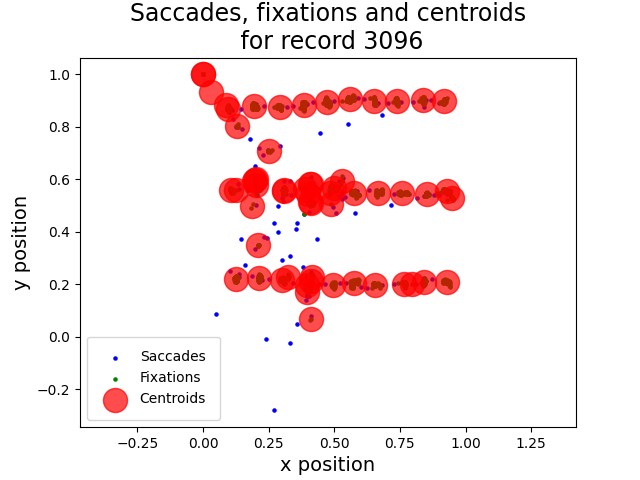 Saccades, fixations and centroids
for record 3096
1.0
0.8
0.6
0.4
0.2
0.0
−0.2
y position
Saccades
Fixations
Centroids
−0.25
0.00
0.25
0.50
0.75
1.00
1.25
x position